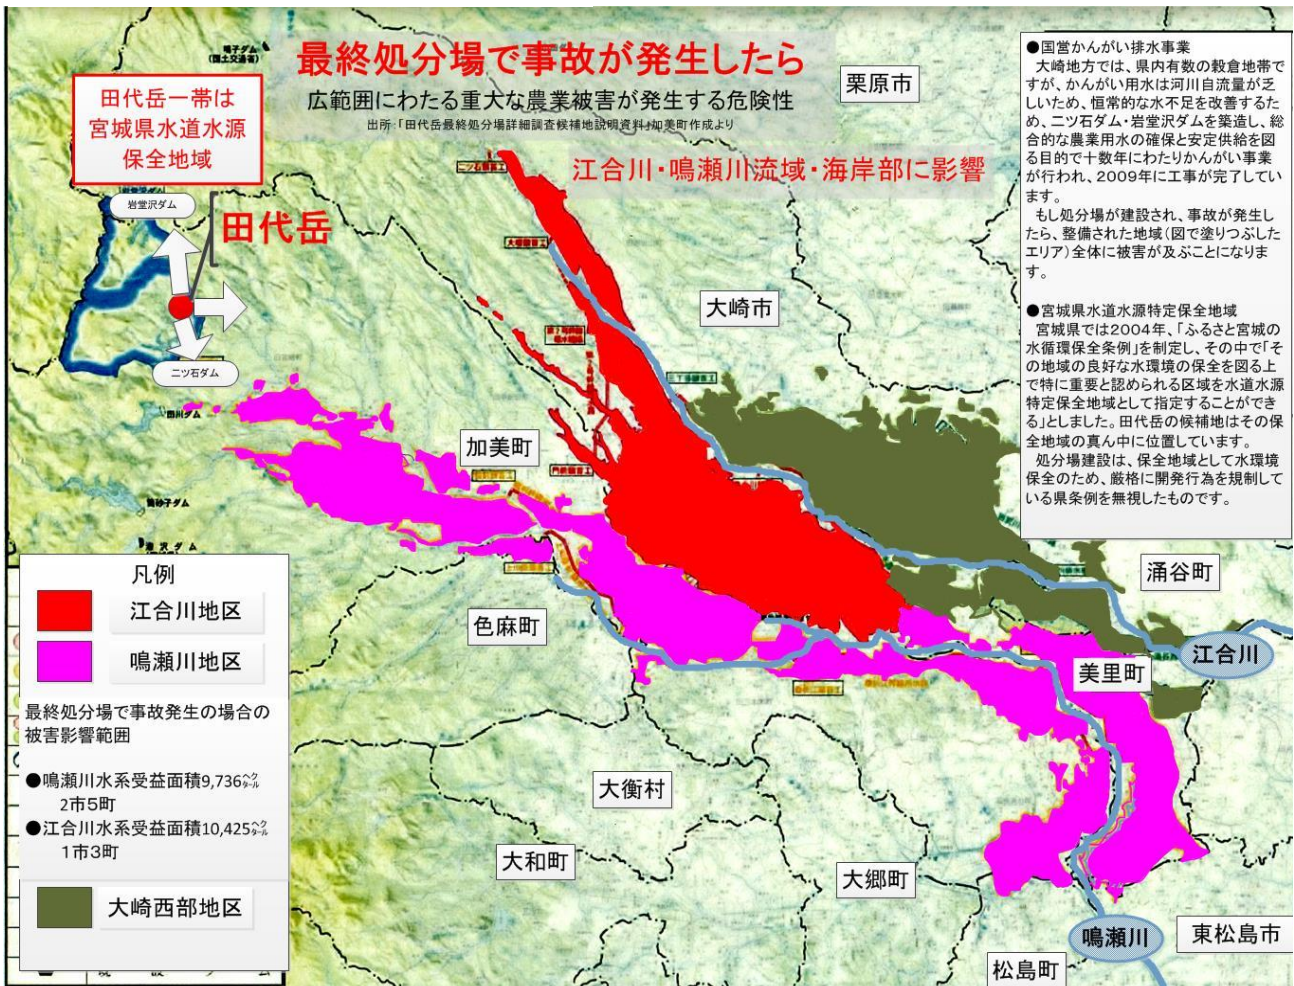 最終処分場で事故が発生したら
広範囲にわたる重大な農業被害が発生する危険性
出所：「田代岳最終処分場詳細調査候補地説明資料」加美町作成より
江合川・鳴瀬川流域・海岸部に影響
鳴子ダム
(国土交通省)
田代岳一帯は
宮城県水道水源
保全地域
岩堂沢ダム
田代岳
二ツ石ダム
栗原市
大崎市
加美町
色麻町
大衡村
大和町
大郷町
松島町
東松島市
美里町
涌谷町
江合川
鳴瀬川
●国営かんがい排水事業
大崎地方では、県内有数の穀倉地帯で
すが、かんがい用水は河川自流量が乏
しいため、恒常的な水不足を改善するた
め、二ツ石ダム・岩堂沢ダムを築造し、総
合的な農業用水の確保と安定供給を図
る目的で十数年にわたりかんがい事業
が行われ、2009年に工事が完了してい
ます。
もし処分場が建設され、事故が発生し
たら、整備された地域（図で塗りつぶした
エリア）全体に被害が及ぶことになりま
す。
●宮城県水道水源特定保全地域
宮城県では2004年、「ふるさと宮城の
水循環保全条例」を制定し、その中で「そ
の地域の良好な水環境の保全を図る上
で特に重要と認められる区域を水道水源
特定保全地域として指定することができ
る」としました。田代岳の候補地はその保
全地域の真ん中に位置しています。
処分場建設は、保全地域として水環境
保全のため、厳格に開発行為を規制して
いる県条例を無視したものです。
凡例
江合川地区
鳴瀬川地区
最終処分場で事故発生の場合の
被害影響範囲
●鳴瀬川水系受益面積9,736㌶
2市5町
●江合川水系受益面積10,425㌶
1市3町
大崎西部地区